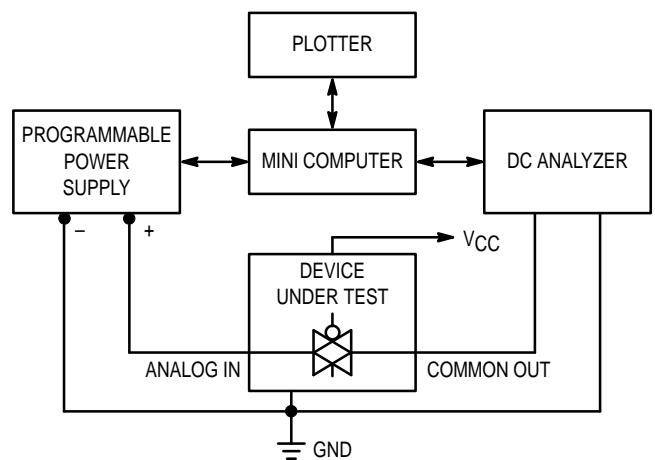 PLOTTER
PROGRAMMABLE
POWER
SUPPLY
MINI COMPUTER
DC ANALYZER
–
+
VCC
DEVICE
UNDER TEST
ANALOG IN
COMMON OUT
GND